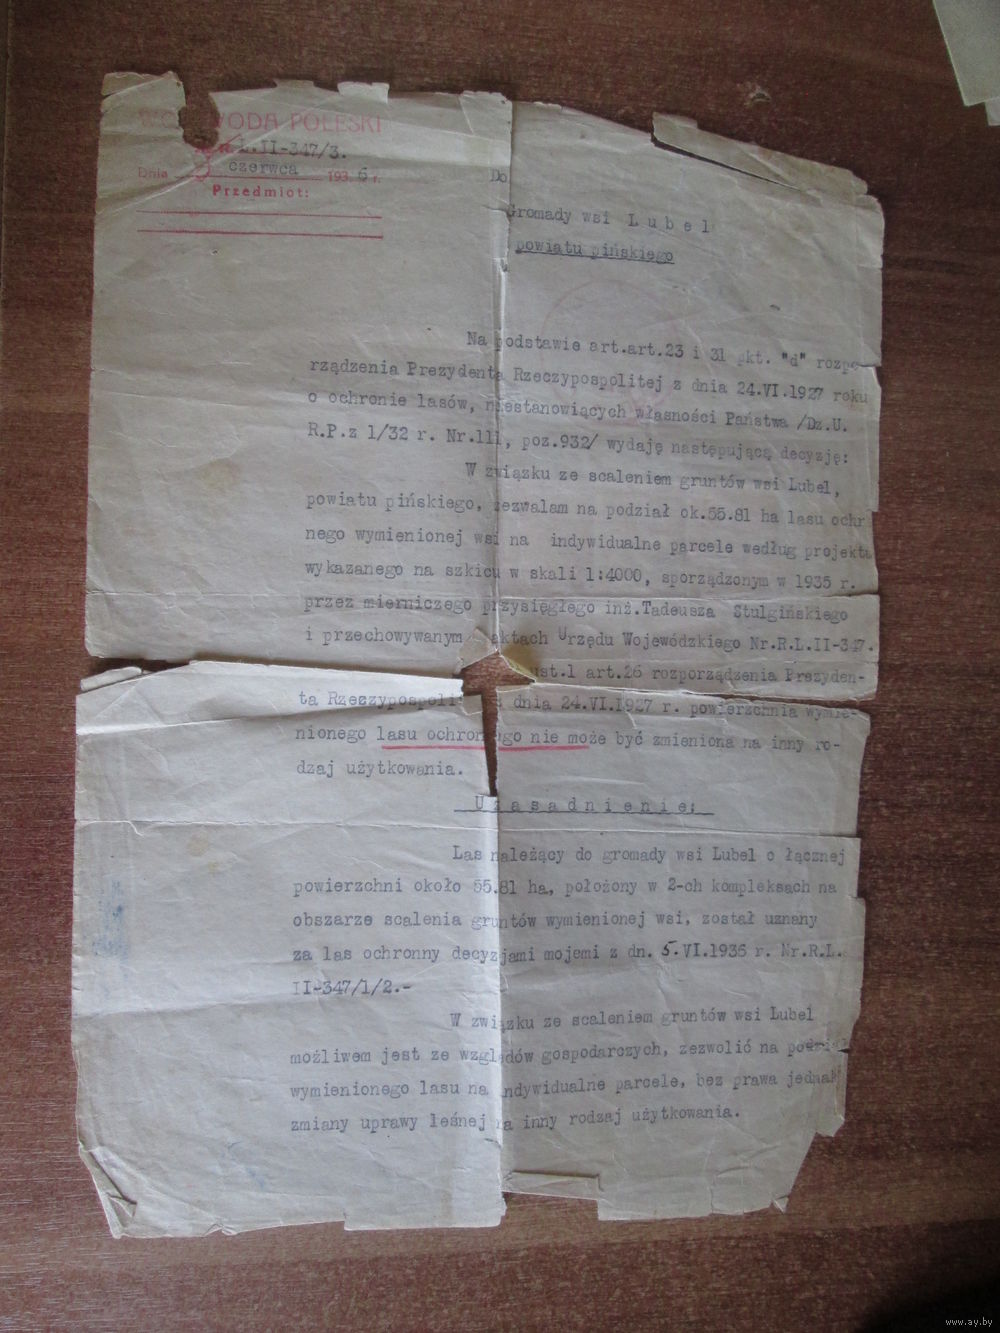 WOJEWODA POLESKI
L.II-347/3.
Dnia czerwca 1936 r.
Przedmiot:
Do
Gromady wsi L u b e l
powiatu pińskiego
Na podstawie art.art.23 i 31 pkt. "d" rozpo-
rządzenia Prezydenta Rzeczypospolitej z dnia 24.VI.1927 roku
o ochronie lasów, niestanowiących własności Państwa /Dz.U.
R.P.z 1/32 r. Nr.111, poz.932/ wydaję następującą decyzję:
W związku ze scaleniem gruntów wsi Lubel,
powiatu pińskiego, zezwalam na podział ok.55.81 ha lasu ochr
nego wymienionej wsi na indywidualne parcele według projektu
wykazanego na szkicu w skali 1:4000, sporządzonym w 1935 r.
przez mierniczego przysięgłego inż.Tadeusza Stulgińskiego
i przechowywanym aktach Urzędu Wojewódzkiego Nr.R.L.II-347.
ust.1 art.26 rozporządzenia Prezyden-
ta Rzeczypospoli z dnia 24.VI.1927 r. powierzchnia wymie-
nionego lasu ochronnego nie może być zmieniona na inny ro-
dzaj użytkowania.
U z a s a d n i e n i e:
Las należący do gromady wsi Lubel o łącznej
powierzchni około 55.81 ha, położony w 2-ch kompleksach na
obszarze scalenia gruntów wymienionej wsi, został uznany
za las ochronny decyzjami mojemi z dn. 5.VI.1936 r. Nr.R.L.
II-347/1/2.-
W związku ze scaleniem gruntów wsi Lubel
możliwem jest ze względów gospodarczych, zezwolić na podział
wymienionego lasu na indywidualne parcele, bez prawa jednak
zmiany uprawy leśnej na inny rodzaj użytkowania.
www.ay.by